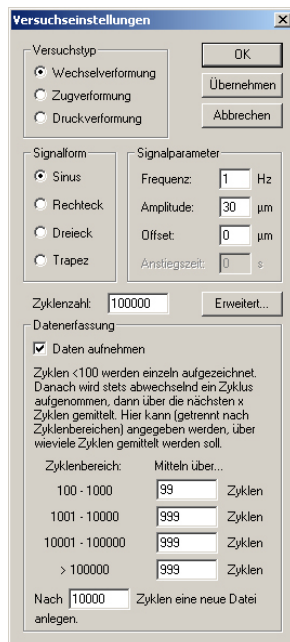 Versuchseinstellungen
Versuchstyp
Wechselverformung
Zugverformung
Druckverformung
OK
Übernehmen
Abbrechen
Signalform
Sinus
Rechteck
Dreieck
Trapez
Signalparameter
Frequenz: 1 Hz
Amplitude: 30 µm
Offset: 0 µm
Anstiegszeit: 0 s
Zyklenzahl: 100000 Erweitert...
Datenerfassung
Daten aufnehmen
Zyklen <100 werden einzeln aufgezeichnet.
Danach wird stets abwechselnd ein Zyklus
aufgenommen, dann über die nächsten x
Zyklen gemittelt. Hier kann (getrennt nach
Zyklenbereichen) angegeben werden, über
wieviele Zyklen gemittelt werden soll.
Zyklenbereich: Mitteln über...
100 - 1000 99 Zyklen
1001 - 10000 999 Zyklen
10001 - 100000 999 Zyklen
> 100000 999 Zyklen
Nach 10000 Zyklen eine neue Datei
anlegen.